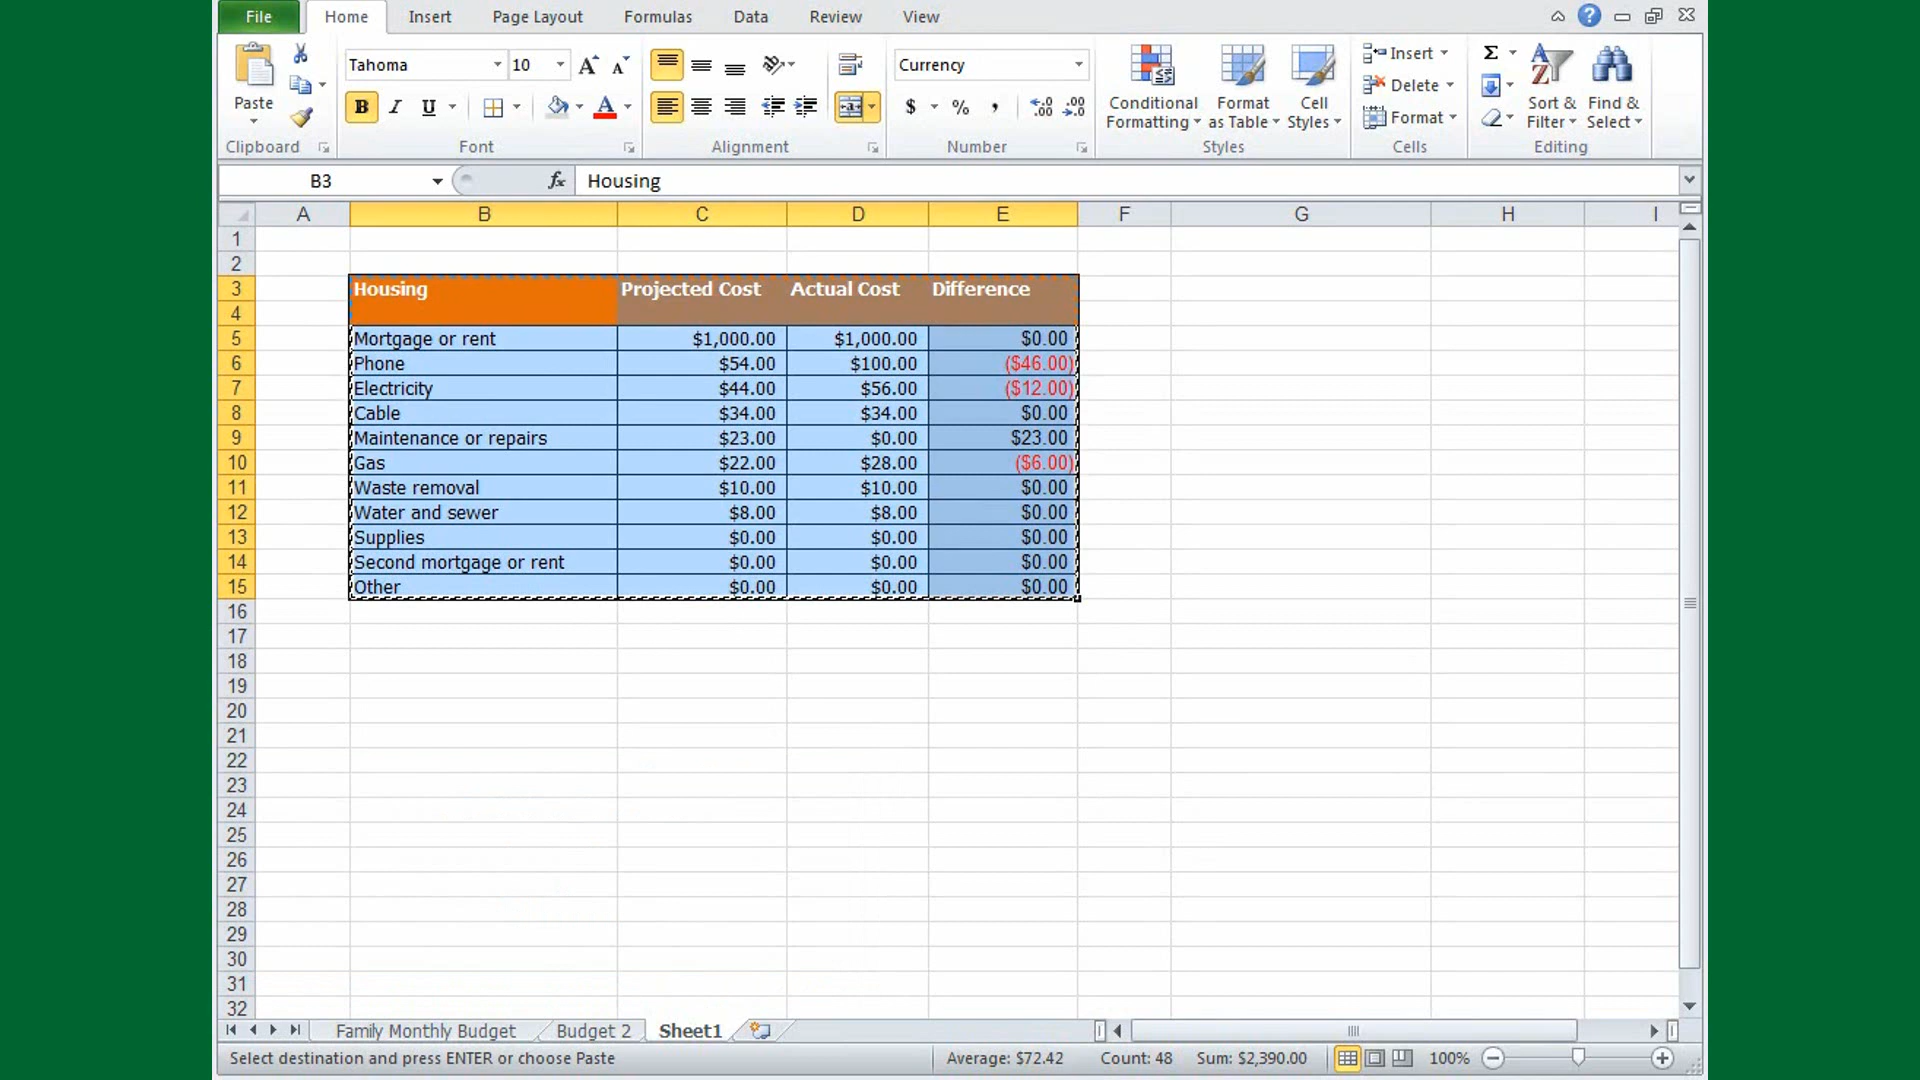 File Home Insert Page Layout Formulas Data Review View
Tahoma 10 Currency
Paste B I U A $ % , Conditional Formatting Format as Table Cell Styles Insert Delete Format Σ Sort & Filter Find & Select
Clipboard Font Alignment Number Styles Cells Editing
B3 fx Housing
A B C D E F G H I
1
2
3 Housing Projected Cost Actual Cost Difference
4
5 Mortgage or rent $1,000.00 $1,000.00 $0.00
6 Phone $54.00 $100.00 ($46.00)
7 Electricity $44.00 $56.00 ($12.00)
8 Cable $34.00 $34.00 $0.00
9 Maintenance or repairs $23.00 $0.00 $23.00
10 Gas $22.00 $28.00 ($6.00)
11 Waste removal $10.00 $10.00 $0.00
12 Water and sewer $8.00 $8.00 $0.00
13 Supplies $0.00 $0.00 $0.00
14 Second mortgage or rent $0.00 $0.00 $0.00
15 Other $0.00 $0.00 $0.00
16
17
18
19
20
21
22
23
24
25
26
27
28
29
30
31
32
Family Monthly Budget Budget 2 Sheet1
Select destination and press ENTER or choose Paste Average: $72.42 Count: 48 Sum: $2,390.00 100%